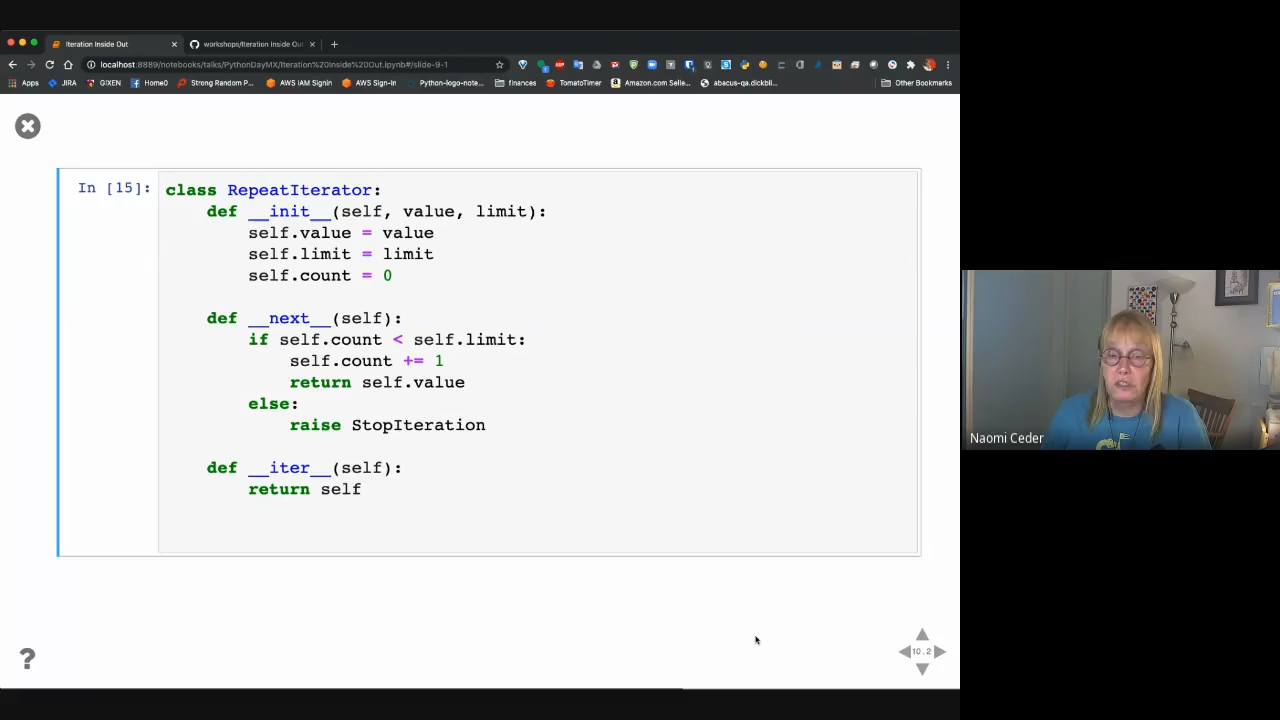 Iteration Inside Out
workshops/Iteration Inside Out
localhost:8889/notebooks/talks/PythonDayMX/Iteration%20Inside%20Out.ipynb#/slide-9-1
Apps JIRA GIXEN Home0 Strong Random P... AWS IAM Signin AWS Sign-In Python-logo-note... finances TomatoTimer Amazon.com Selle... abacus-qa.dickbli... Other Bookmarks
In [15]:
class RepeatIterator:
def __init__(self, value, limit):
self.value = value
self.limit = limit
self.count = 0
def __next__(self):
if self.count < self.limit:
self.count += 1
return self.value
else:
raise StopIteration
def __iter__(self):
return self
Naomi Ceder
?
10.2